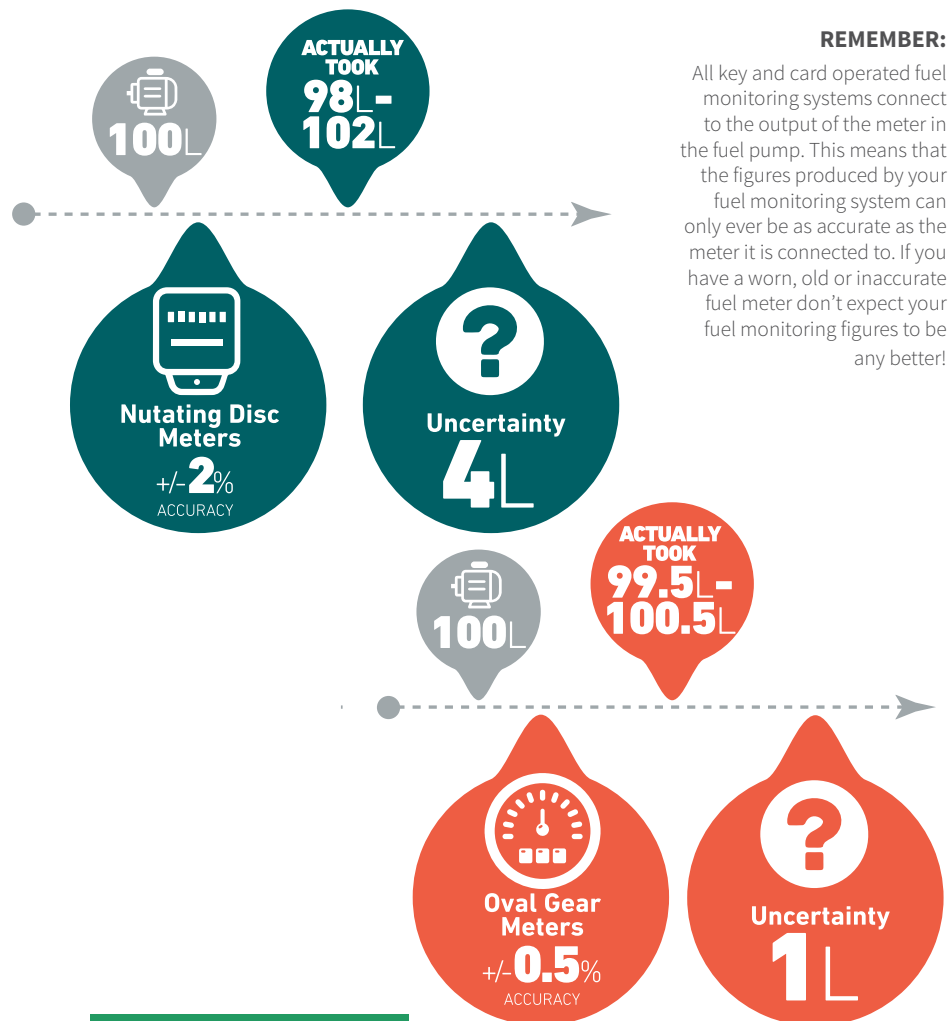 100L
ACTUALLY
TOOK
98L-
102L
Nutating Disc
Meters
+/-2%
ACCURACY
Uncertainty
4L
REMEMBER:
All key and card operated fuel
monitoring systems connect
to the output of the meter in
the fuel pump. This means that
the figures produced by your
fuel monitoring system can
only ever be as accurate as the
meter it is connected to. If you
have a worn, old or inaccurate
fuel meter don’t expect your
fuel monitoring figures to be
any better!
100L
ACTUALLY
TOOK
99.5L-
100.5L
Oval Gear
Meters
+/-0.5%
ACCURACY
Uncertainty
1L